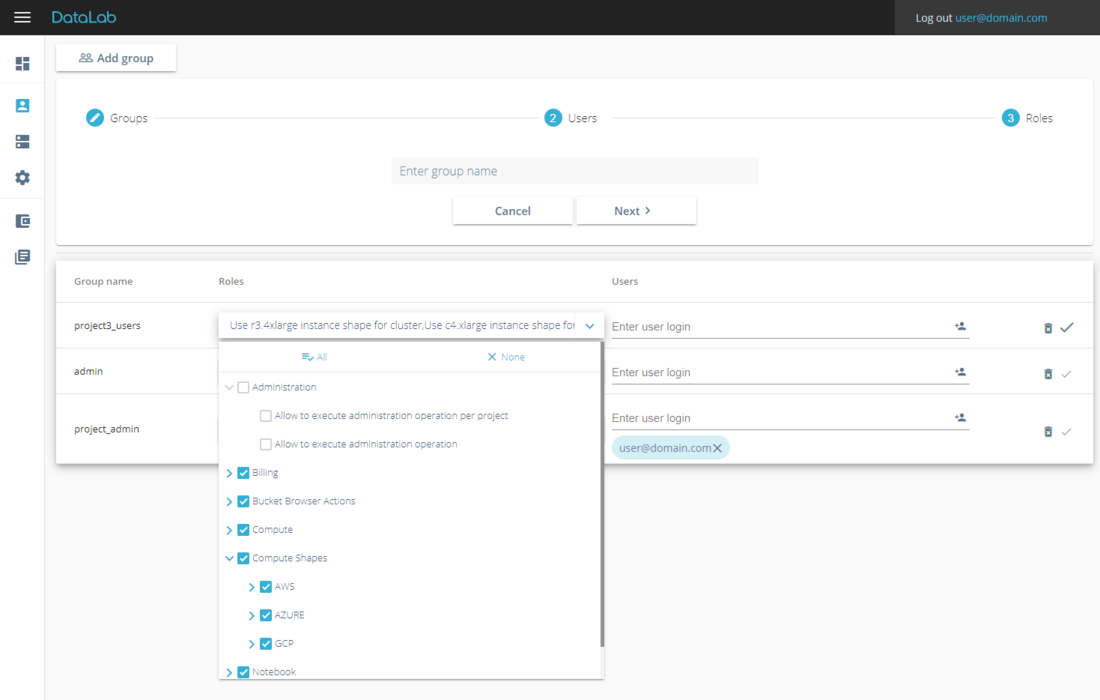 DataLab
Log out user@domain.com
Add group
Groups
2 Users
3 Roles
Enter group name
Cancel
Next
Group name Roles Users
project3_users
Use r3.4xlarge instance shape for cluster,Use c4.xlarge instance shape for
Enter user login
All
None
admin
Enter user login
Administration
Allow to execute administration operation per project
project_admin
Enter user login
user@domain.com
Allow to execute administration operation
Billing
Bucket Browser Actions
Compute
Compute Shapes
AWS
AZURE
GCP
Notebook